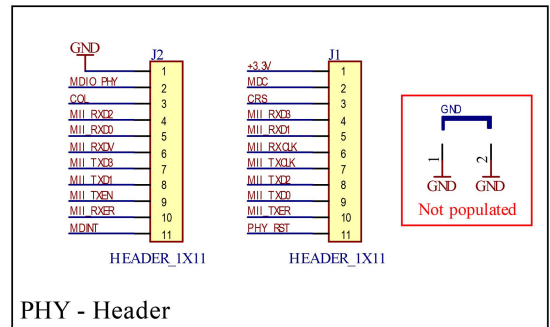 GND
J2
1
MDIO_PHY 2
COL 3
MII_RXD2 4
MII_RXD0 5
MII_RXDV 6
MII_TXD3 7
MII_TXD1 8
MII_TXEN 9
MII_RXER 10
MDINT 11
HEADER_1X11
J1
+3.3V 1
MDC 2
CRS 3
MII_RXD3 4
MII_RXD1 5
MII_RXCLK 6
MII_TXCLK 7
MII_TXD2 8
MII_TXD0 9
MII_TXER 10
PHY_RST 11
HEADER_1X11
GND
1 2
GND GND
Not populated
PHY - Header